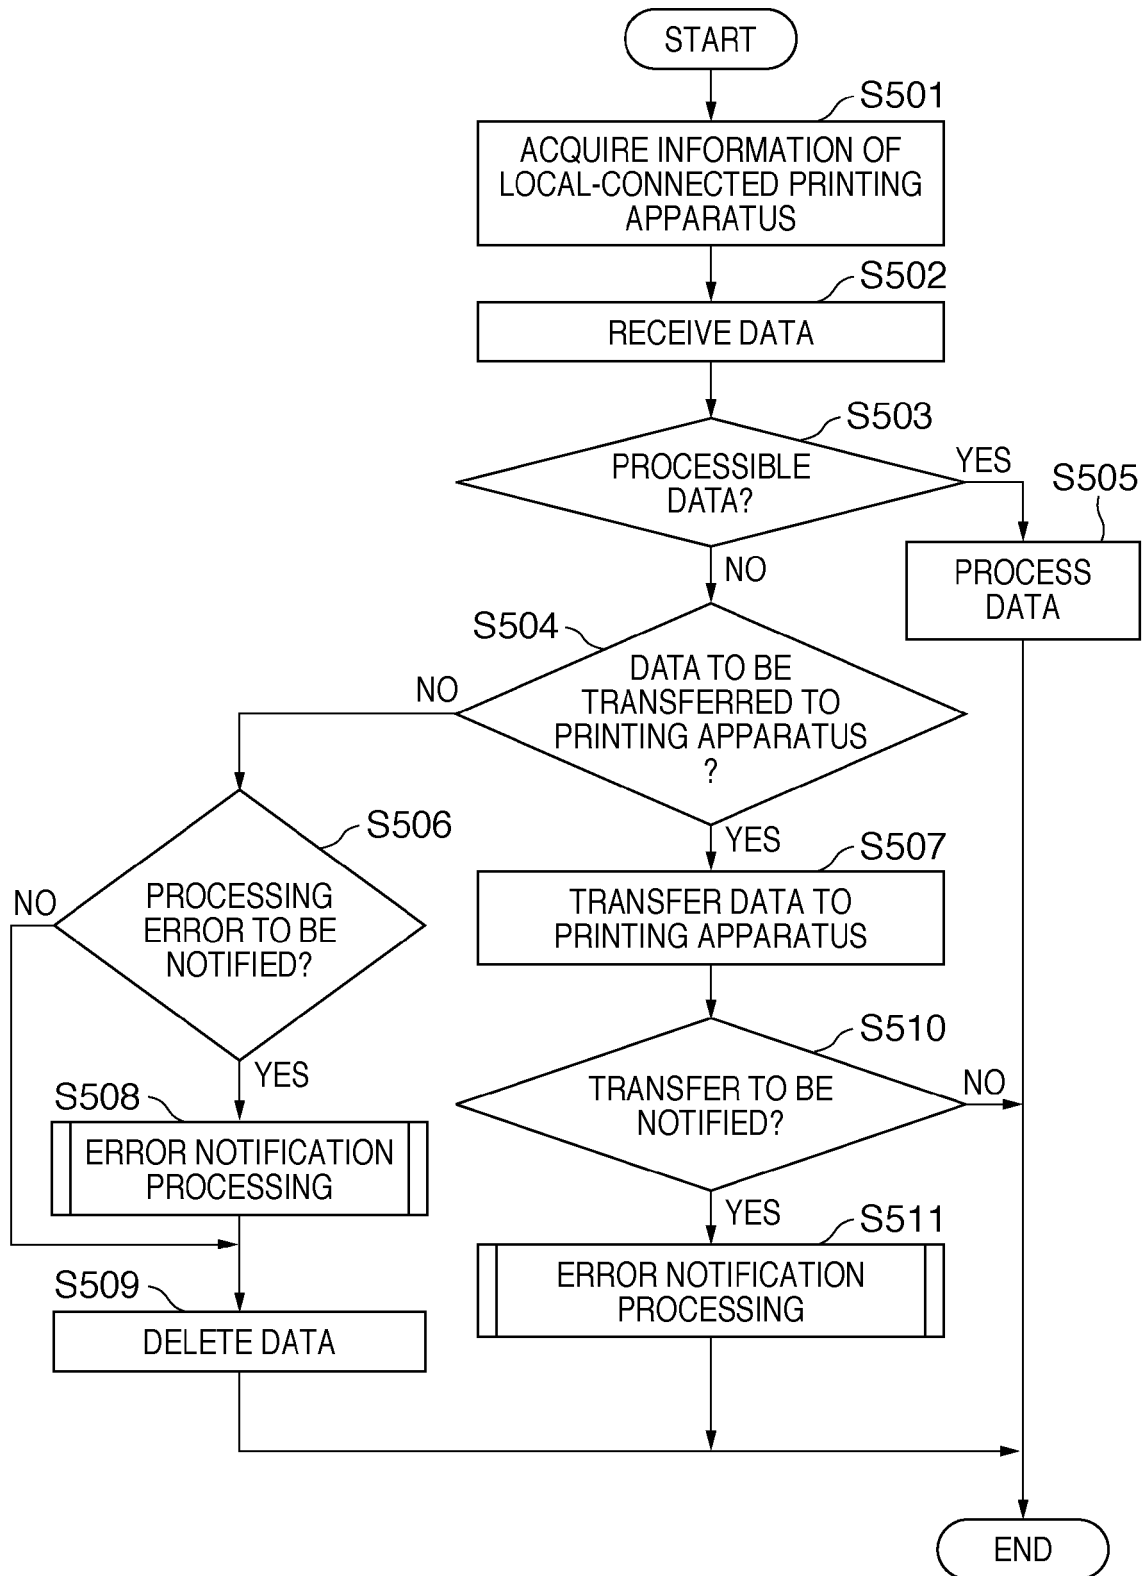 START
S501
ACQUIRE INFORMATION OF
LOCAL-CONNECTED PRINTING
APPARATUS
S502
RECEIVE DATA
S503
PROCESSIBLE
DATA?
YES
S505
PROCESS
DATA
NO
S504
DATA TO BE
TRANSFERRED TO
PRINTING APPARATUS
?
NO
YES
S506
PROCESSING
ERROR TO BE
NOTIFIED?
NO
YES
S507
TRANSFER DATA TO
PRINTING APPARATUS
S510
TRANSFER TO BE
NOTIFIED?
NO
YES
S508
ERROR NOTIFICATION
PROCESSING
S511
ERROR NOTIFICATION
PROCESSING
S509
DELETE DATA
END